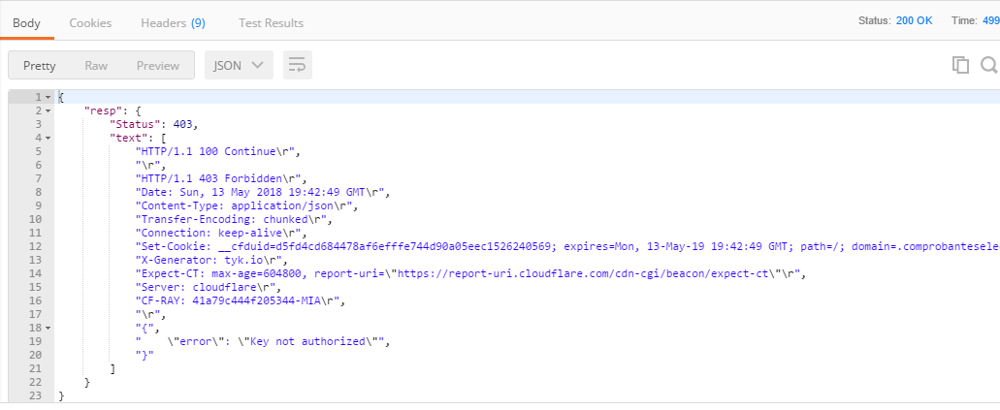 Body Cookies Headers (9) Test Results Status: 200 OK Time: 499
Pretty Raw Preview JSON
1 {
2 "resp": {
3 "Status": 403,
4 "text": [
5 "HTTP/1.1 100 Continue\r",
6 "\r",
7 "HTTP/1.1 403 Forbidden\r",
8 "Date: Sun, 13 May 2018 19:42:49 GMT\r",
9 "Content-Type: application/json\r",
10 "Transfer-Encoding: chunked\r",
11 "Connection: keep-alive\r",
12 "Set-Cookie: __cfduid=d5fd4cd684478af6efffe744d90a05eec1526240569; expires=Mon, 13-May-19 19:42:49 GMT; path=/; domain=.comprobantesele
13 "X-Generator: tyk.io\r",
14 "Expect-CT: max-age=604800, report-uri=\"https://report-uri.cloudflare.com/cdn-cgi/beacon/expect-ct\"\r",
15 "Server: cloudflare\r",
16 "CF-RAY: 41a79c444f205344-MIA\r",
17 "\r",
18 "{",
19 "    \"error\": \"Key not authorized\"",
20 "}"
21 ]
22 }
23 }